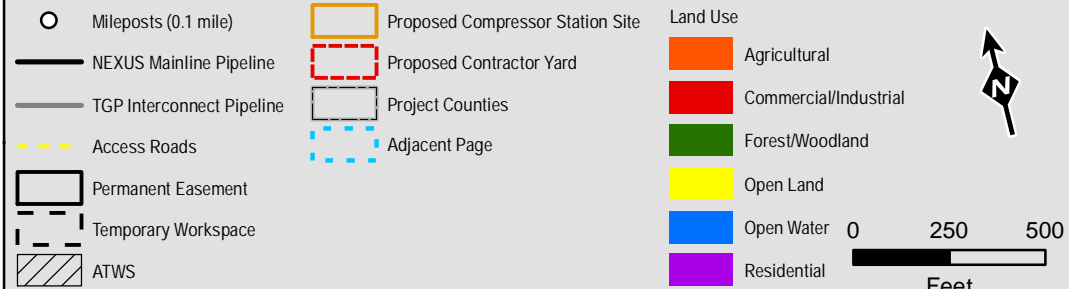 Mileposts (0.1 mile)
NEXUS Mainline Pipeline
TGP Interconnect Pipeline
Access Roads
Permanent Easement
Temporary Workspace
ATWS
Proposed Compressor Station Site
Proposed Contractor Yard
Project Counties
Adjacent Page
Land Use
Agricultural
Commercial/Industrial
Forest/Woodland
Open Land
Open Water
Residential
N
0 250 500
Feet